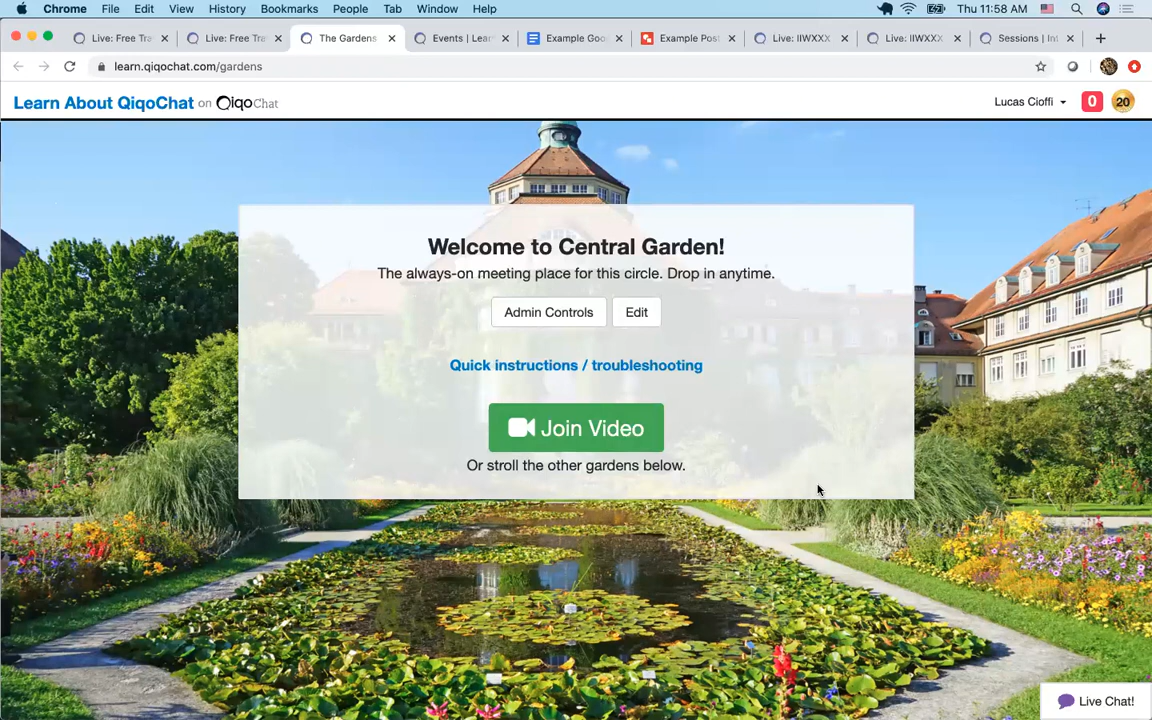 Chrome File Edit View History Bookmarks People Tab Window Help Thu 11:58 AM
Live: Free Tra Live: Free Tra The Gardens Events | Lear Example Goo Example Post Live: IIWXXX Live: IIWXXX Sessions | Int
learn.qiqochat.com/gardens
Learn About QiqoChat on QiqoChat Lucas Cioffi 0 20
Welcome to Central Garden!
The always-on meeting place for this circle. Drop in anytime.
Admin Controls Edit
Quick instructions / troubleshooting
Join Video
Or stroll the other gardens below.
Live Chat!